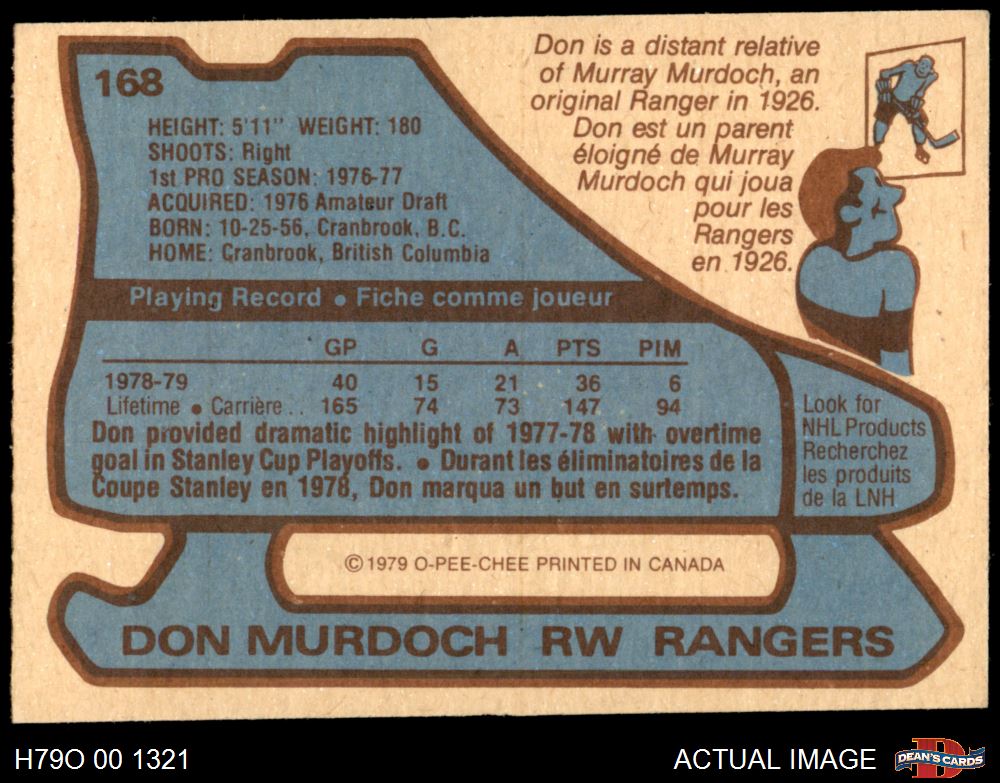 168
HEIGHT: 5'11" WEIGHT: 180
SHOOTS: Right
1st PRO SEASON: 1976-77
ACQUIRED: 1976 Amateur Draft
BORN: 10-25-56, Cranbrook, B.C.
HOME: Cranbrook, British Columbia
Don is a distant relative
of Murray Murdoch, an
original Ranger in 1926.
Don est un parent
éloigné de Murray
Murdoch qui joua
pour les
Rangers
en 1926.
Playing Record • Fiche comme joueur
GP G A PTS PIM
1978-79 40 15 21 36 6
Lifetime • Carrière.. 165 74 73 147 94
Don provided dramatic highlight of 1977-78 with overtime
goal in Stanley Cup Playoffs. • Durant les éliminatoires de la
Coupe Stanley en 1978, Don marqua un but en surtemps.
Look for
NHL Products
Recherchez
les produits
de la LNH
© 1979 O-PEE-CHEE PRINTED IN CANADA
DON MURDOCH RW RANGERS
H79O 00 1321
ACTUAL IMAGE
D
DEAN'S CARDS